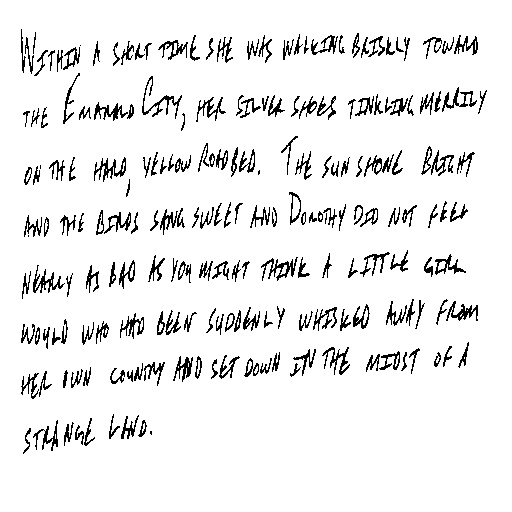 Within a short time she was walking briskly toward
the Emarald City, her silver shoes tinkling merrily
on the hard, yellow roadbed. The sun shone bright
and the birds sang sweet and Dorothy did not feel
nearly as bad as you might think a little girl
would who had been suddenly whisked away from
her own country and set down in the midst of a
strange land.